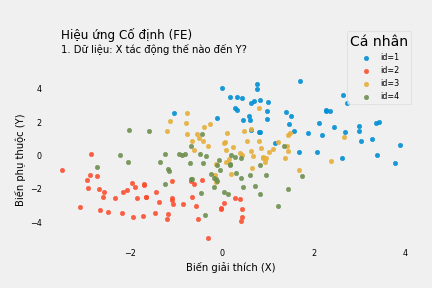 Hiệu ứng Cố định (FE)
1. Dữ liệu: X tác động thế nào đến Y?
Cá nhân
id=1
id=2
id=3
id=4
Biến phụ thuộc (Y)
4
2
0
−2
−4
−2
0
2
4
Biến giải thích (X)